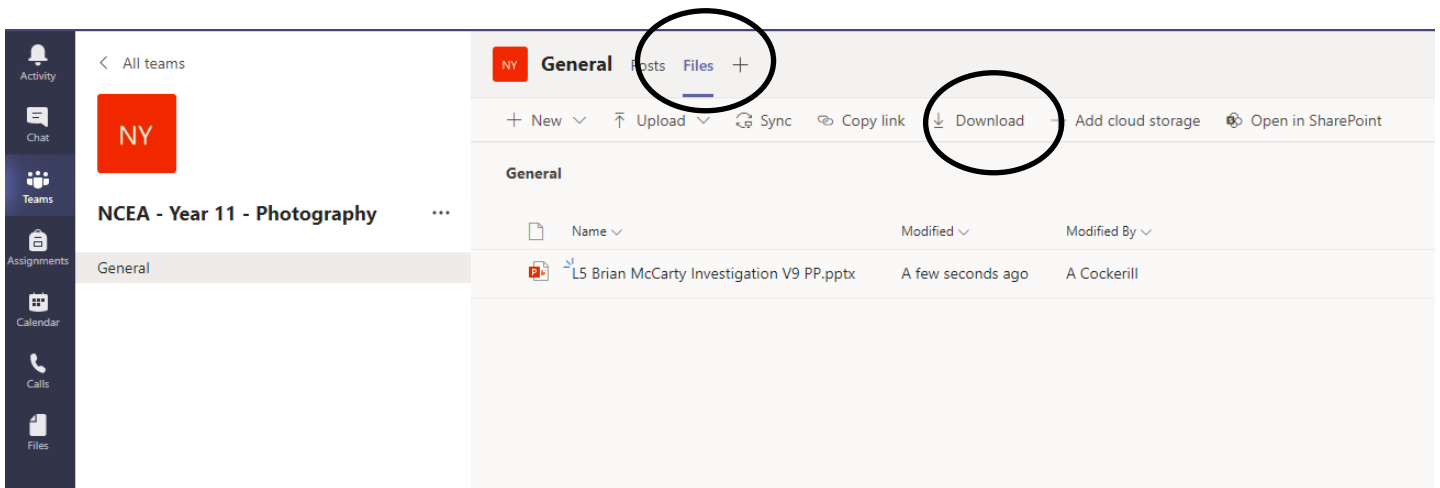 Activity
Chat
Teams
Assignments
Calendar
Calls
Files
All teams
NY
NCEA - Year 11 - Photography ...
General
NY General Posts Files +
+ New Upload Sync Copy link Download Add cloud storage Open in SharePoint
General
Name Modified Modified By
L5 Brian McCarty Investigation V9 PP.pptx A few seconds ago A Cockerill